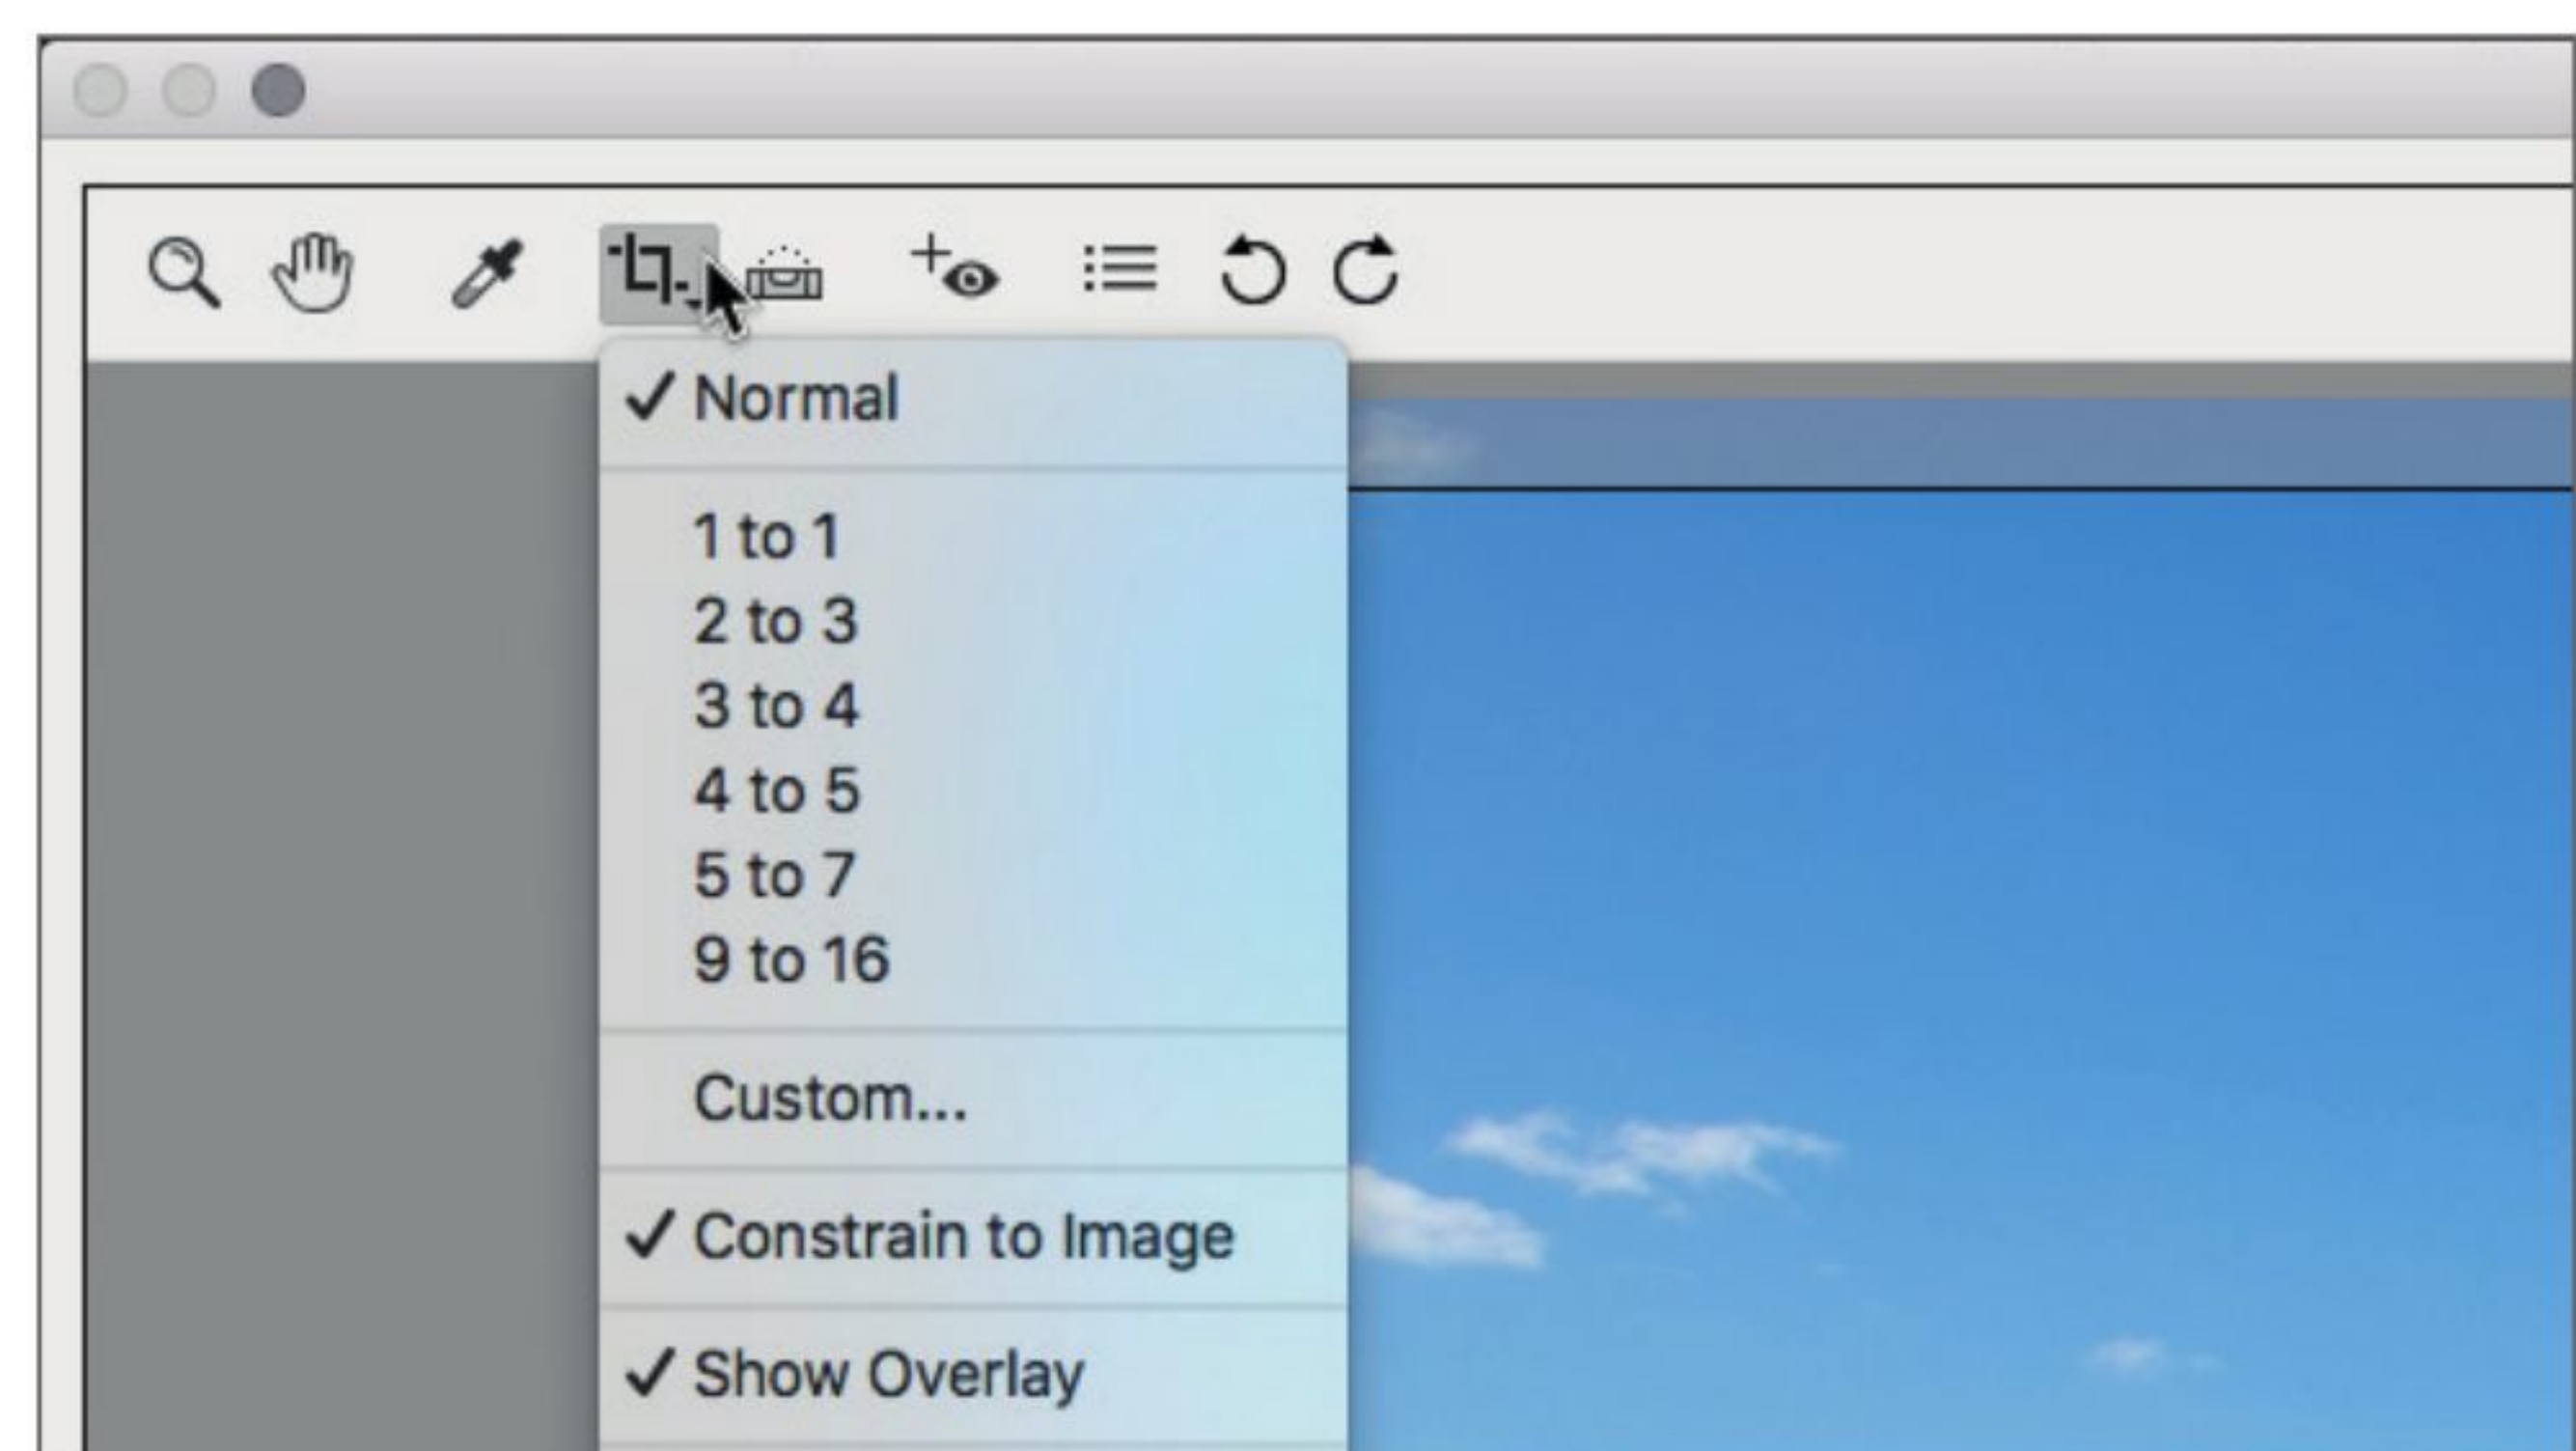 Normal
1 to 1
2 to 3
3 to 4
4 to 5
5 to 7
9 to 16
Custom...
Constrain to Image
Show Overlay